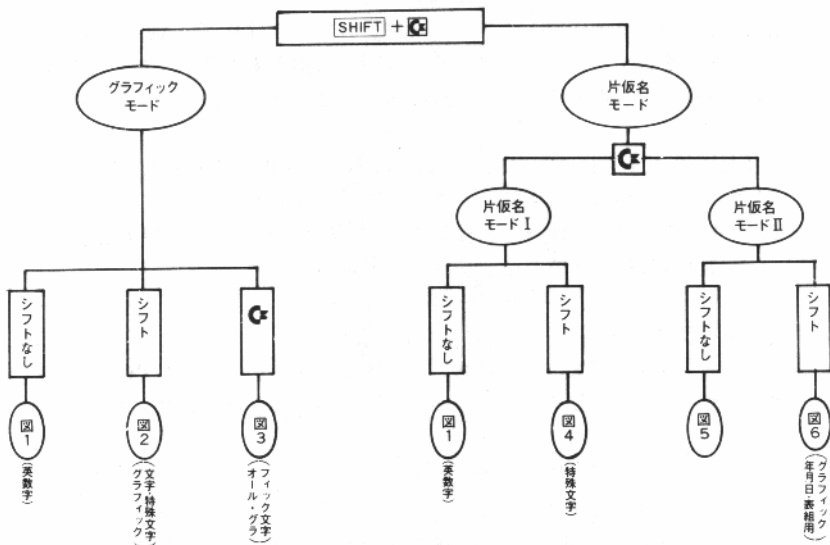 SHIFT + C=
グラフィック
モード
片仮名
モード
C=
片仮名
モードⅠ
片仮名
モードⅡ
シフトなし
シフト
C=
シフトなし
シフト
シフトなし
シフト
図1
図2
図3
図1
図4
図5
図6
(英数字)
(文字・特殊文字
グラフィック)
(フィック文字
オール・グラ)
(英数字)
(特殊文字)
(グラフィック
年月日・表組用)